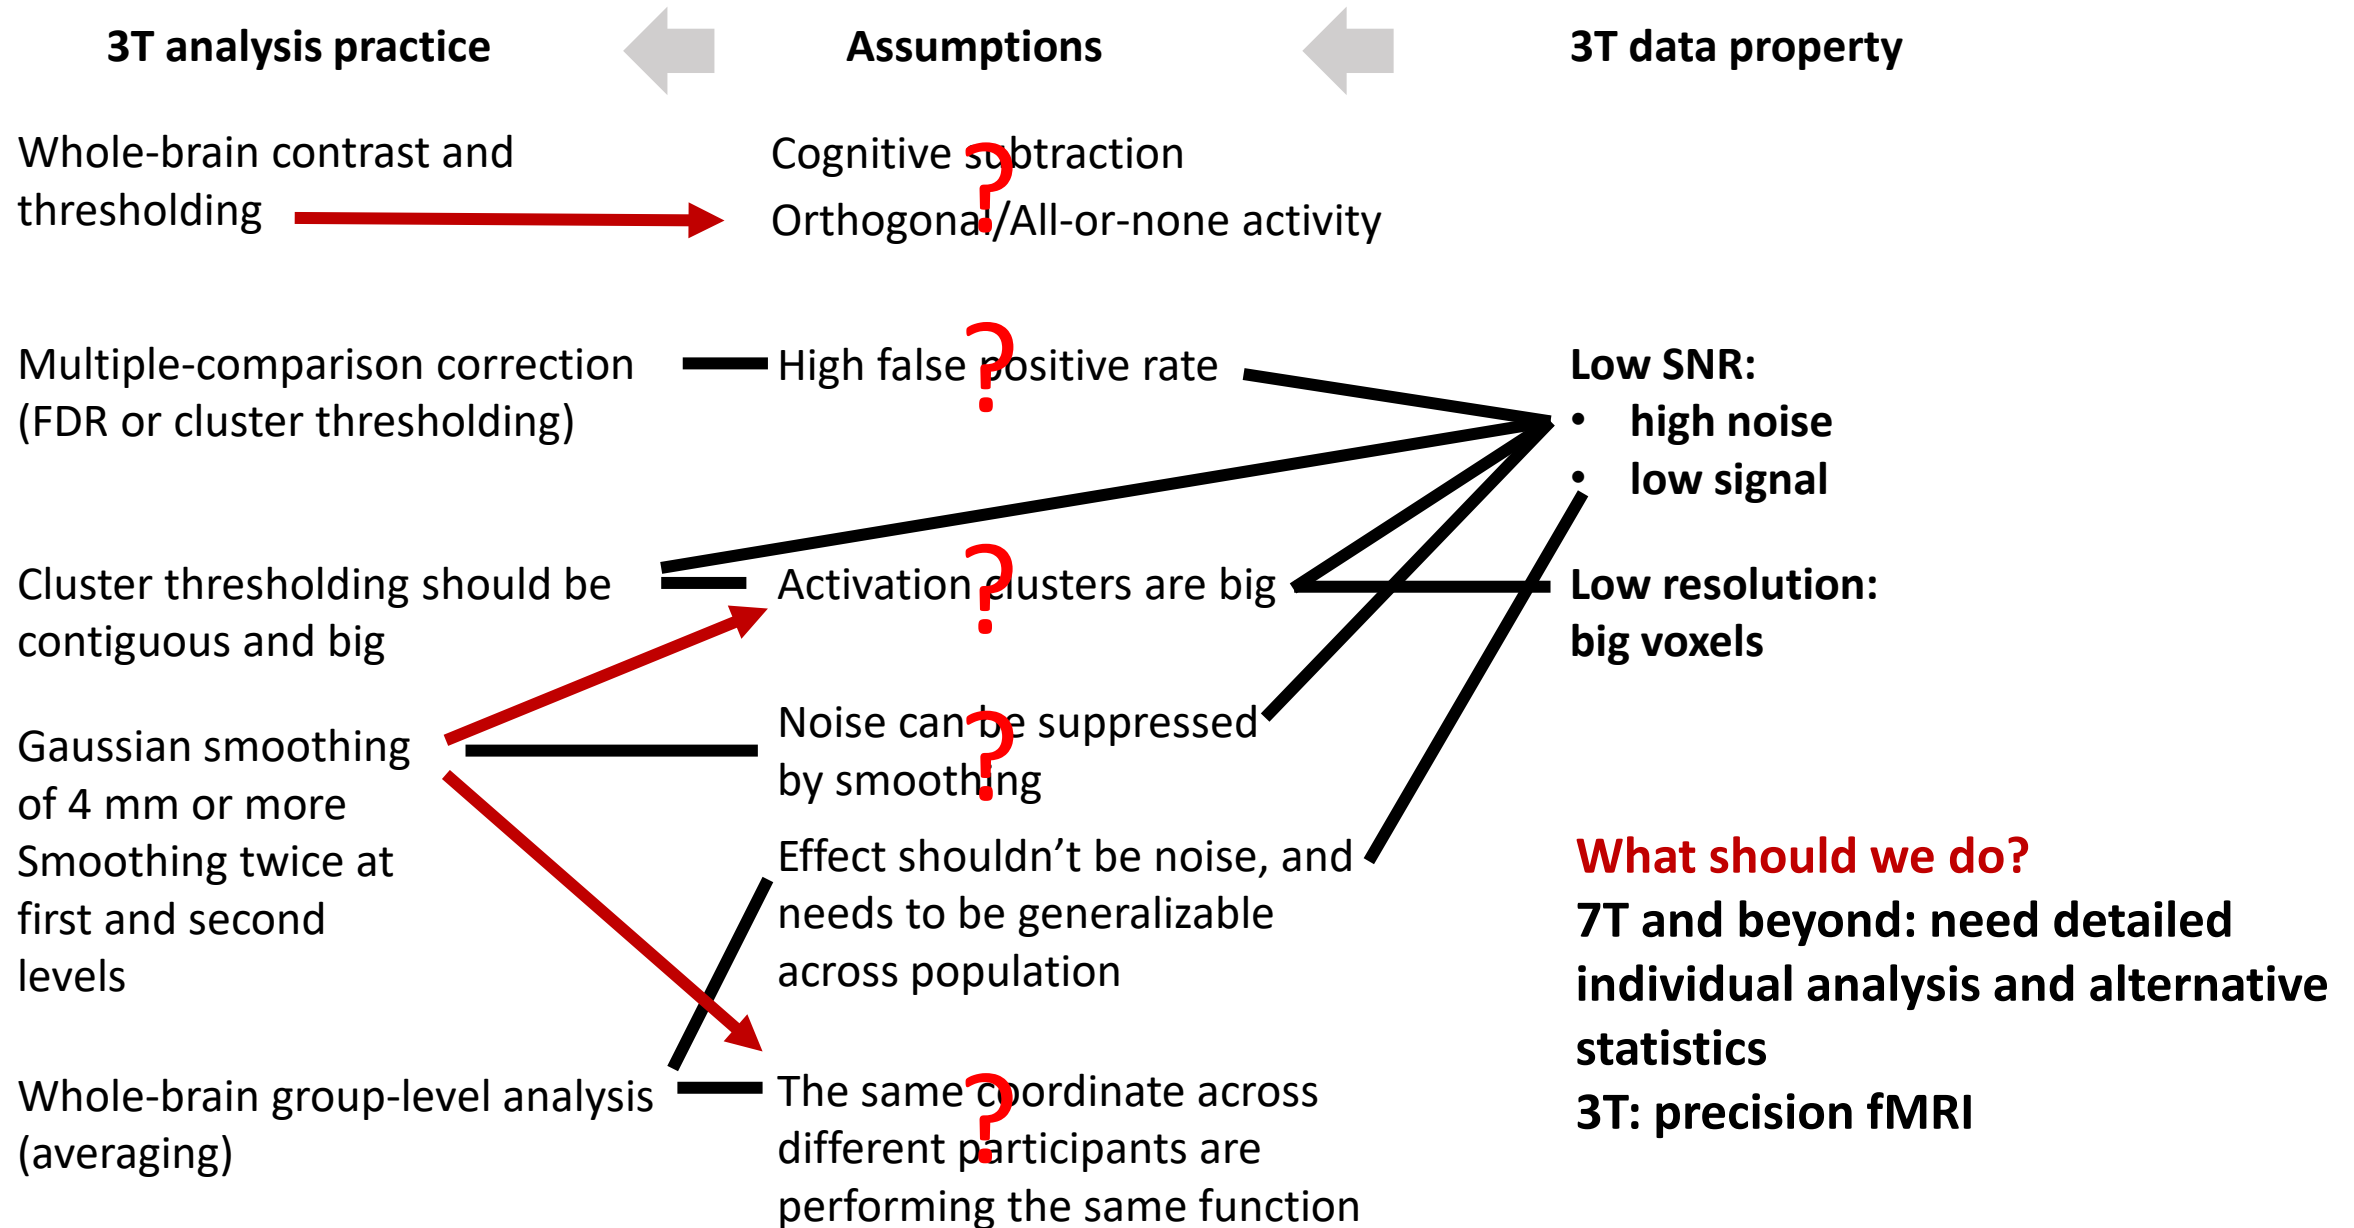 3T analysis practice
Assumptions
3T data property
Whole-brain contrast and
thresholding
Cognitive subtraction
Orthogonal/All-or-none activity
?
Multiple-comparison correction
(FDR or cluster thresholding)
High false positive rate
?
Low SNR:
• high noise
• low signal
Cluster thresholding should be
contiguous and big
Activation clusters are big
?
Low resolution:
big voxels
Gaussian smoothing
of 4 mm or more
Smoothing twice at
first and second
levels
Noise can be suppressed
by smoothing
?
Effect shouldn’t be noise, and
needs to be generalizable
across population
What should we do?
7T and beyond: need detailed
individual analysis and alternative
statistics
3T: precision fMRI
Whole-brain group-level analysis
(averaging)
The same coordinate across
different participants are
performing the same function
?